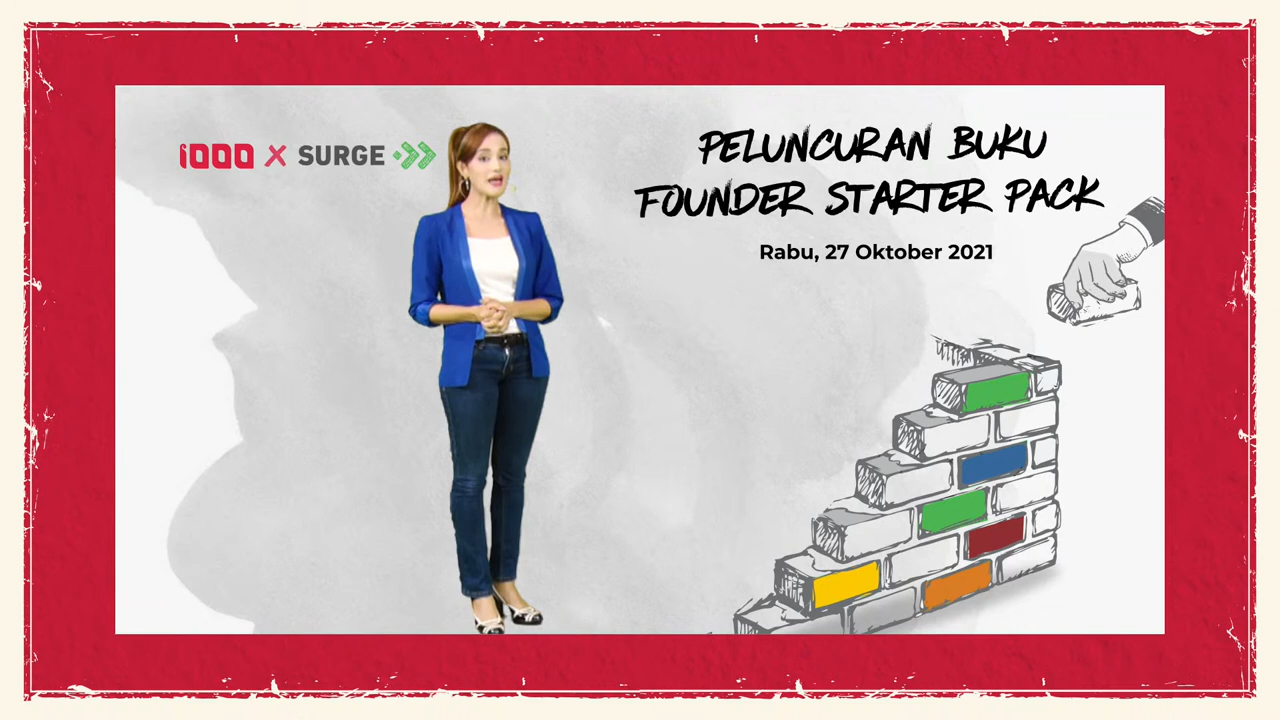 1000 X SURGE
PELUNCURAN BUKU
FOUNDER STARTER PACK
Rabu, 27 Oktober 2021